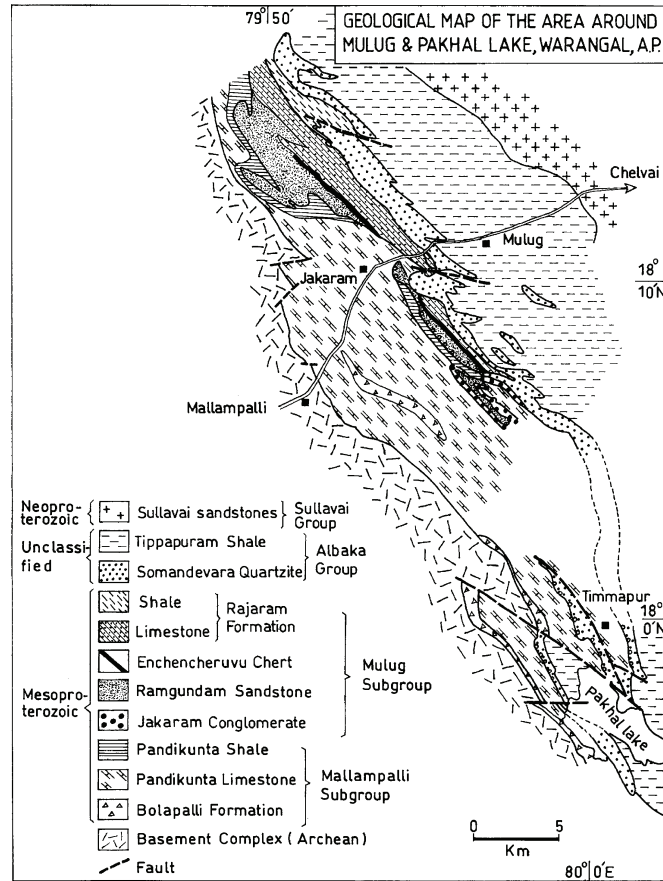 79° 50'
GEOLOGICAL MAP OF THE AREA AROUND
MULUG & PAKHAL LAKE, WARANGAL, A.P.
Chelvai
Mulug
18°
10'N
Jakaram
Mallampalli
Neopro-
terozoic
Sullavai sandstones
Sullavai
Group
Unclassi-
fied
Tippapuram Shale
Somandevara Quartzite
Albaka
Group
Shale
Limestone
Rajaram
Formation
Enchencheruvu Chert
Ramgundam Sandstone
Jakaram Conglomerate
Mulug
Subgroup
Mesopro-
terozoic
Pandikunta Shale
Pandikunta Limestone
Bolapalli Formation
Mallampalli
Subgroup
Basement Complex (Archean)
Fault
Timmapur
18°
0'N
Pakhal lake
0 5
Km
80° 0'E